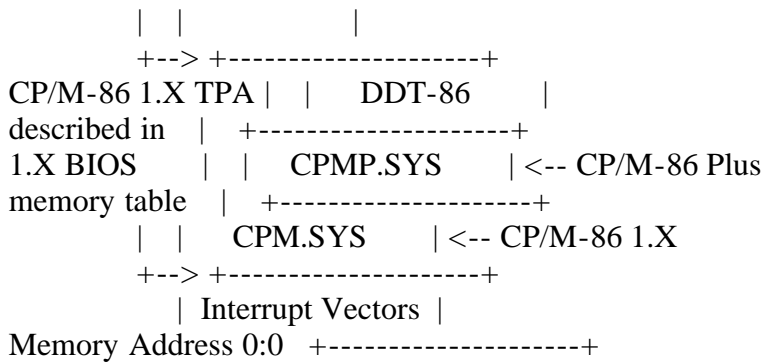 | | |
+--> +---------------------+
CP/M-86 1.X TPA | | DDT-86 |
described in | +---------------------+
1.X BIOS | | CPMP.SYS | <-- CP/M-86 Plus
memory table | +---------------------+
| | CPM.SYS | <-- CP/M-86 1.X
+--> +---------------------+
| Interrupt Vectors |
Memory Address 0:0 +---------------------+